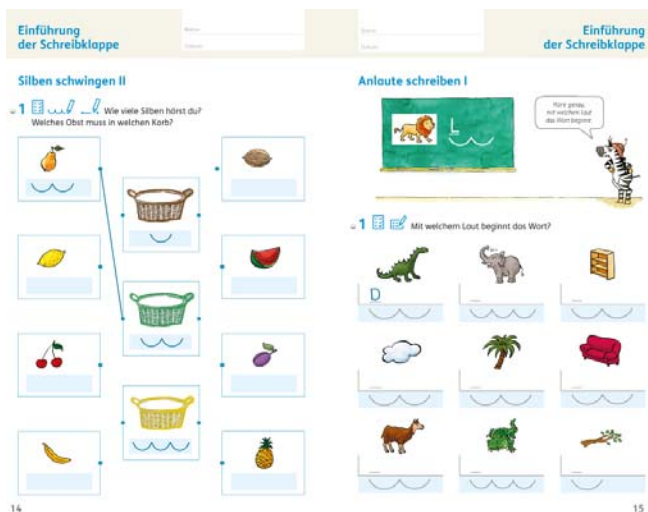 Einführung
der Schreibklappe
Silben schwingen II
1 Wie viele Silben hörst du?
Welches Obst muss in welchen Korb?
14
Einführung
der Schreibklappe
Anlaute schreiben I
L
Höre genau,
mit welchem Laut
das Wort beginnt.
1 Mit welchem Laut beginnt das Wort?
D
15